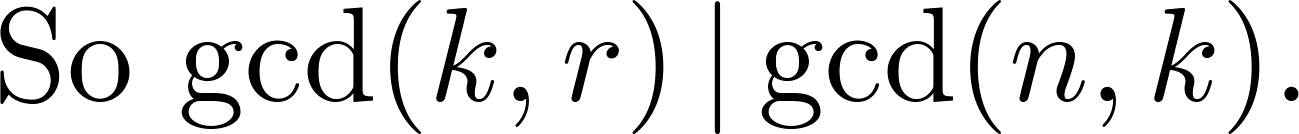 So gcd(k, r) | gcd(n, k).